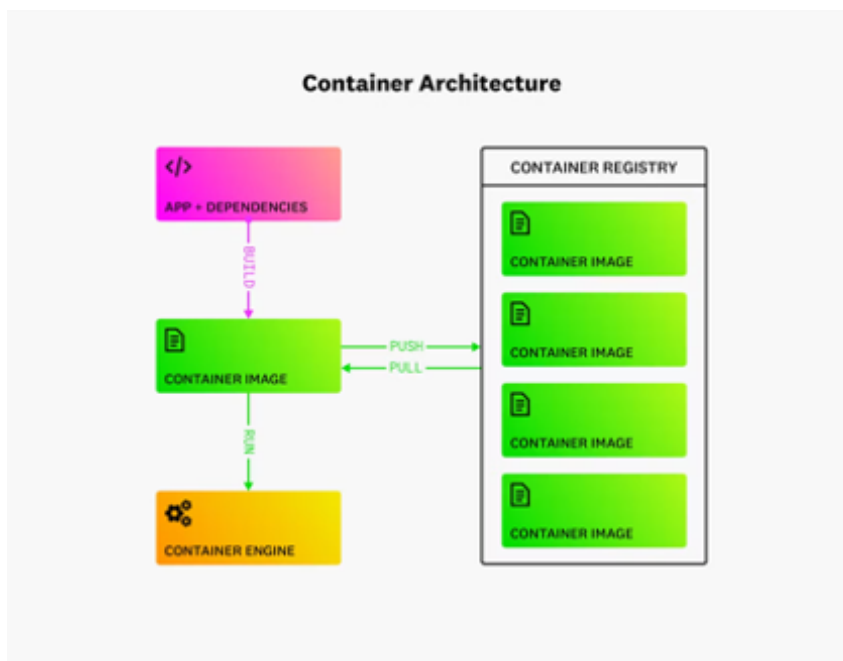 Container Architecture
</>
APP + DEPENDENCIES
BUILD
CONTAINER IMAGE
RUN
CONTAINER ENGINE
PUSH
PULL
CONTAINER REGISTRY
CONTAINER IMAGE
CONTAINER IMAGE
CONTAINER IMAGE
CONTAINER IMAGE